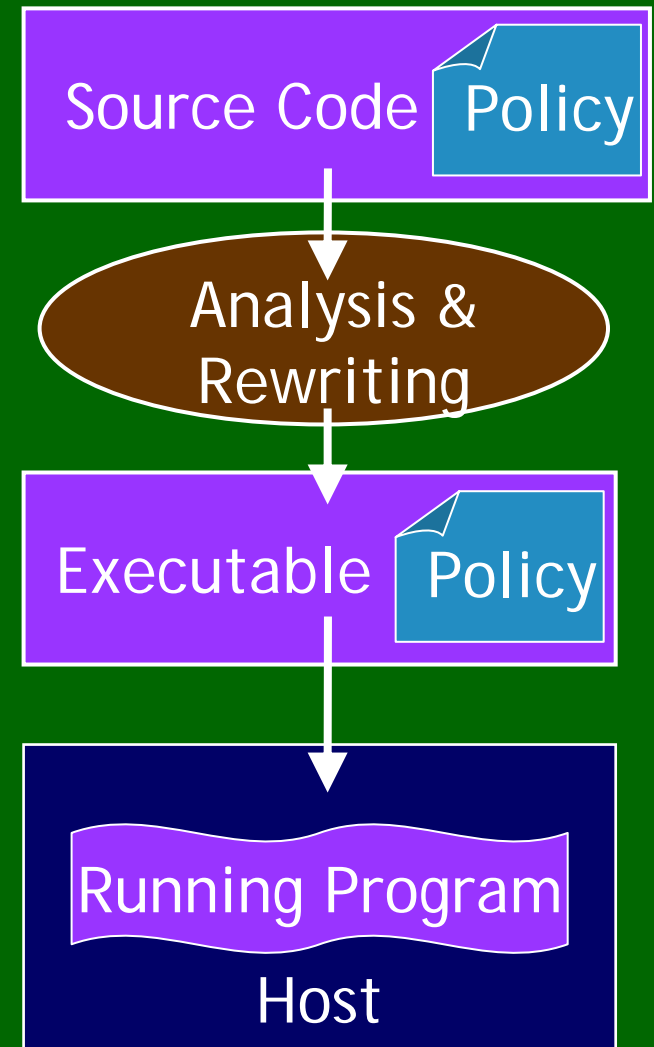 Source Code
Policy
Analysis &
Rewriting
Executable
Policy
Running Program
Host